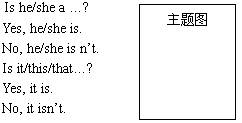 Is he/she a …?
Yes, he/she is.
No, he/she is n't.
Is it/this/that…?
Yes, it is.
No, it isn't.
主题图